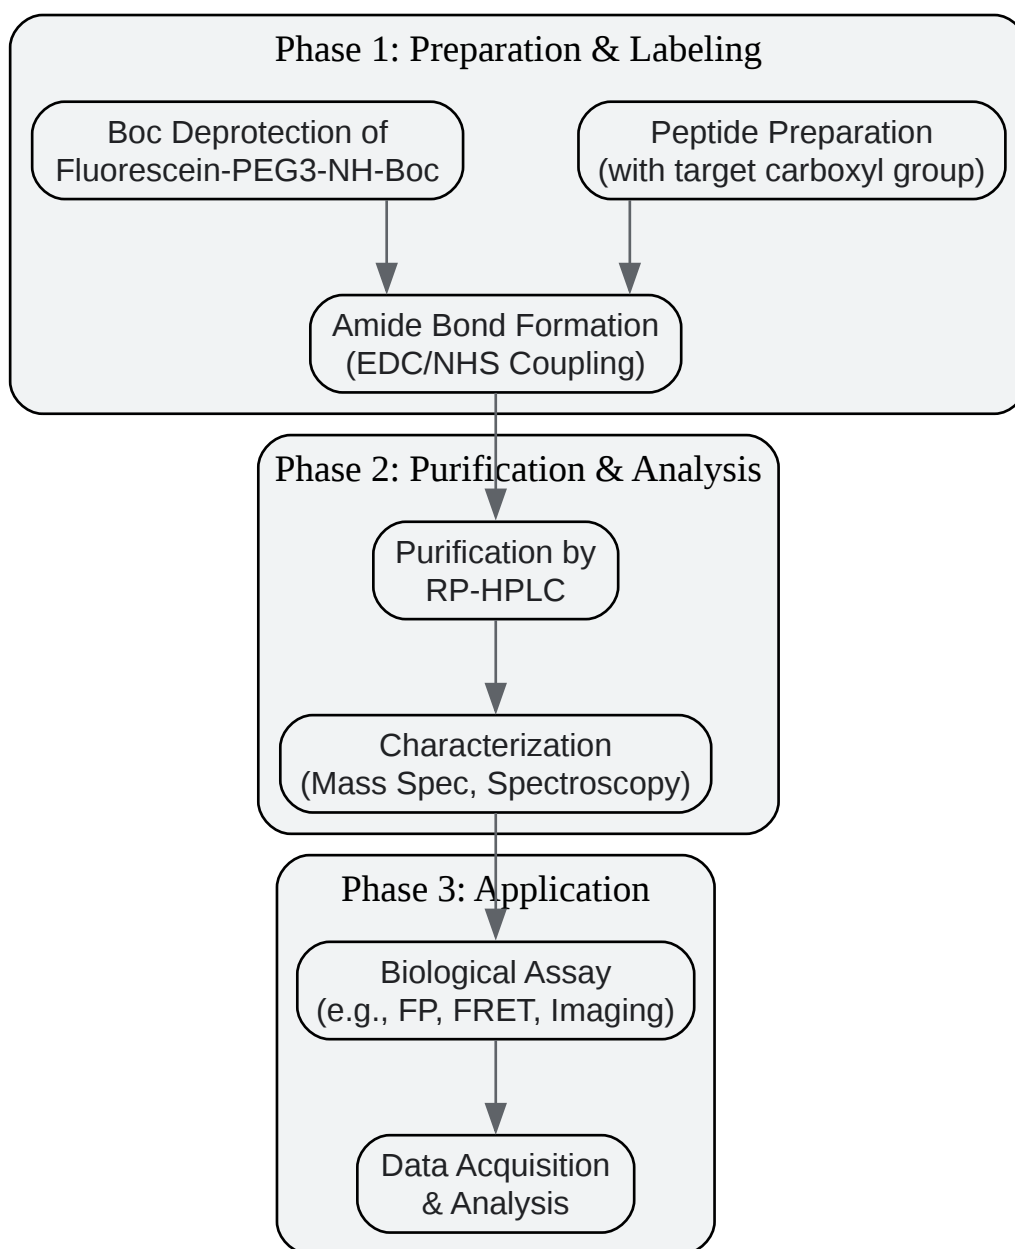 Phase 1: Preparation & Labeling
Boc Deprotection of
Fluorescein-PEG3-NH-Boc
Peptide Preparation
(with target carboxyl group)
Amide Bond Formation
(EDC/NHS Coupling)
Phase 2: Purification & Analysis
Purification by
RP-HPLC
Characterization
(Mass Spec, Spectroscopy)
Phase 3: Application
Biological Assay
(e.g., FP, FRET, Imaging)
Data Acquisition
& Analysis